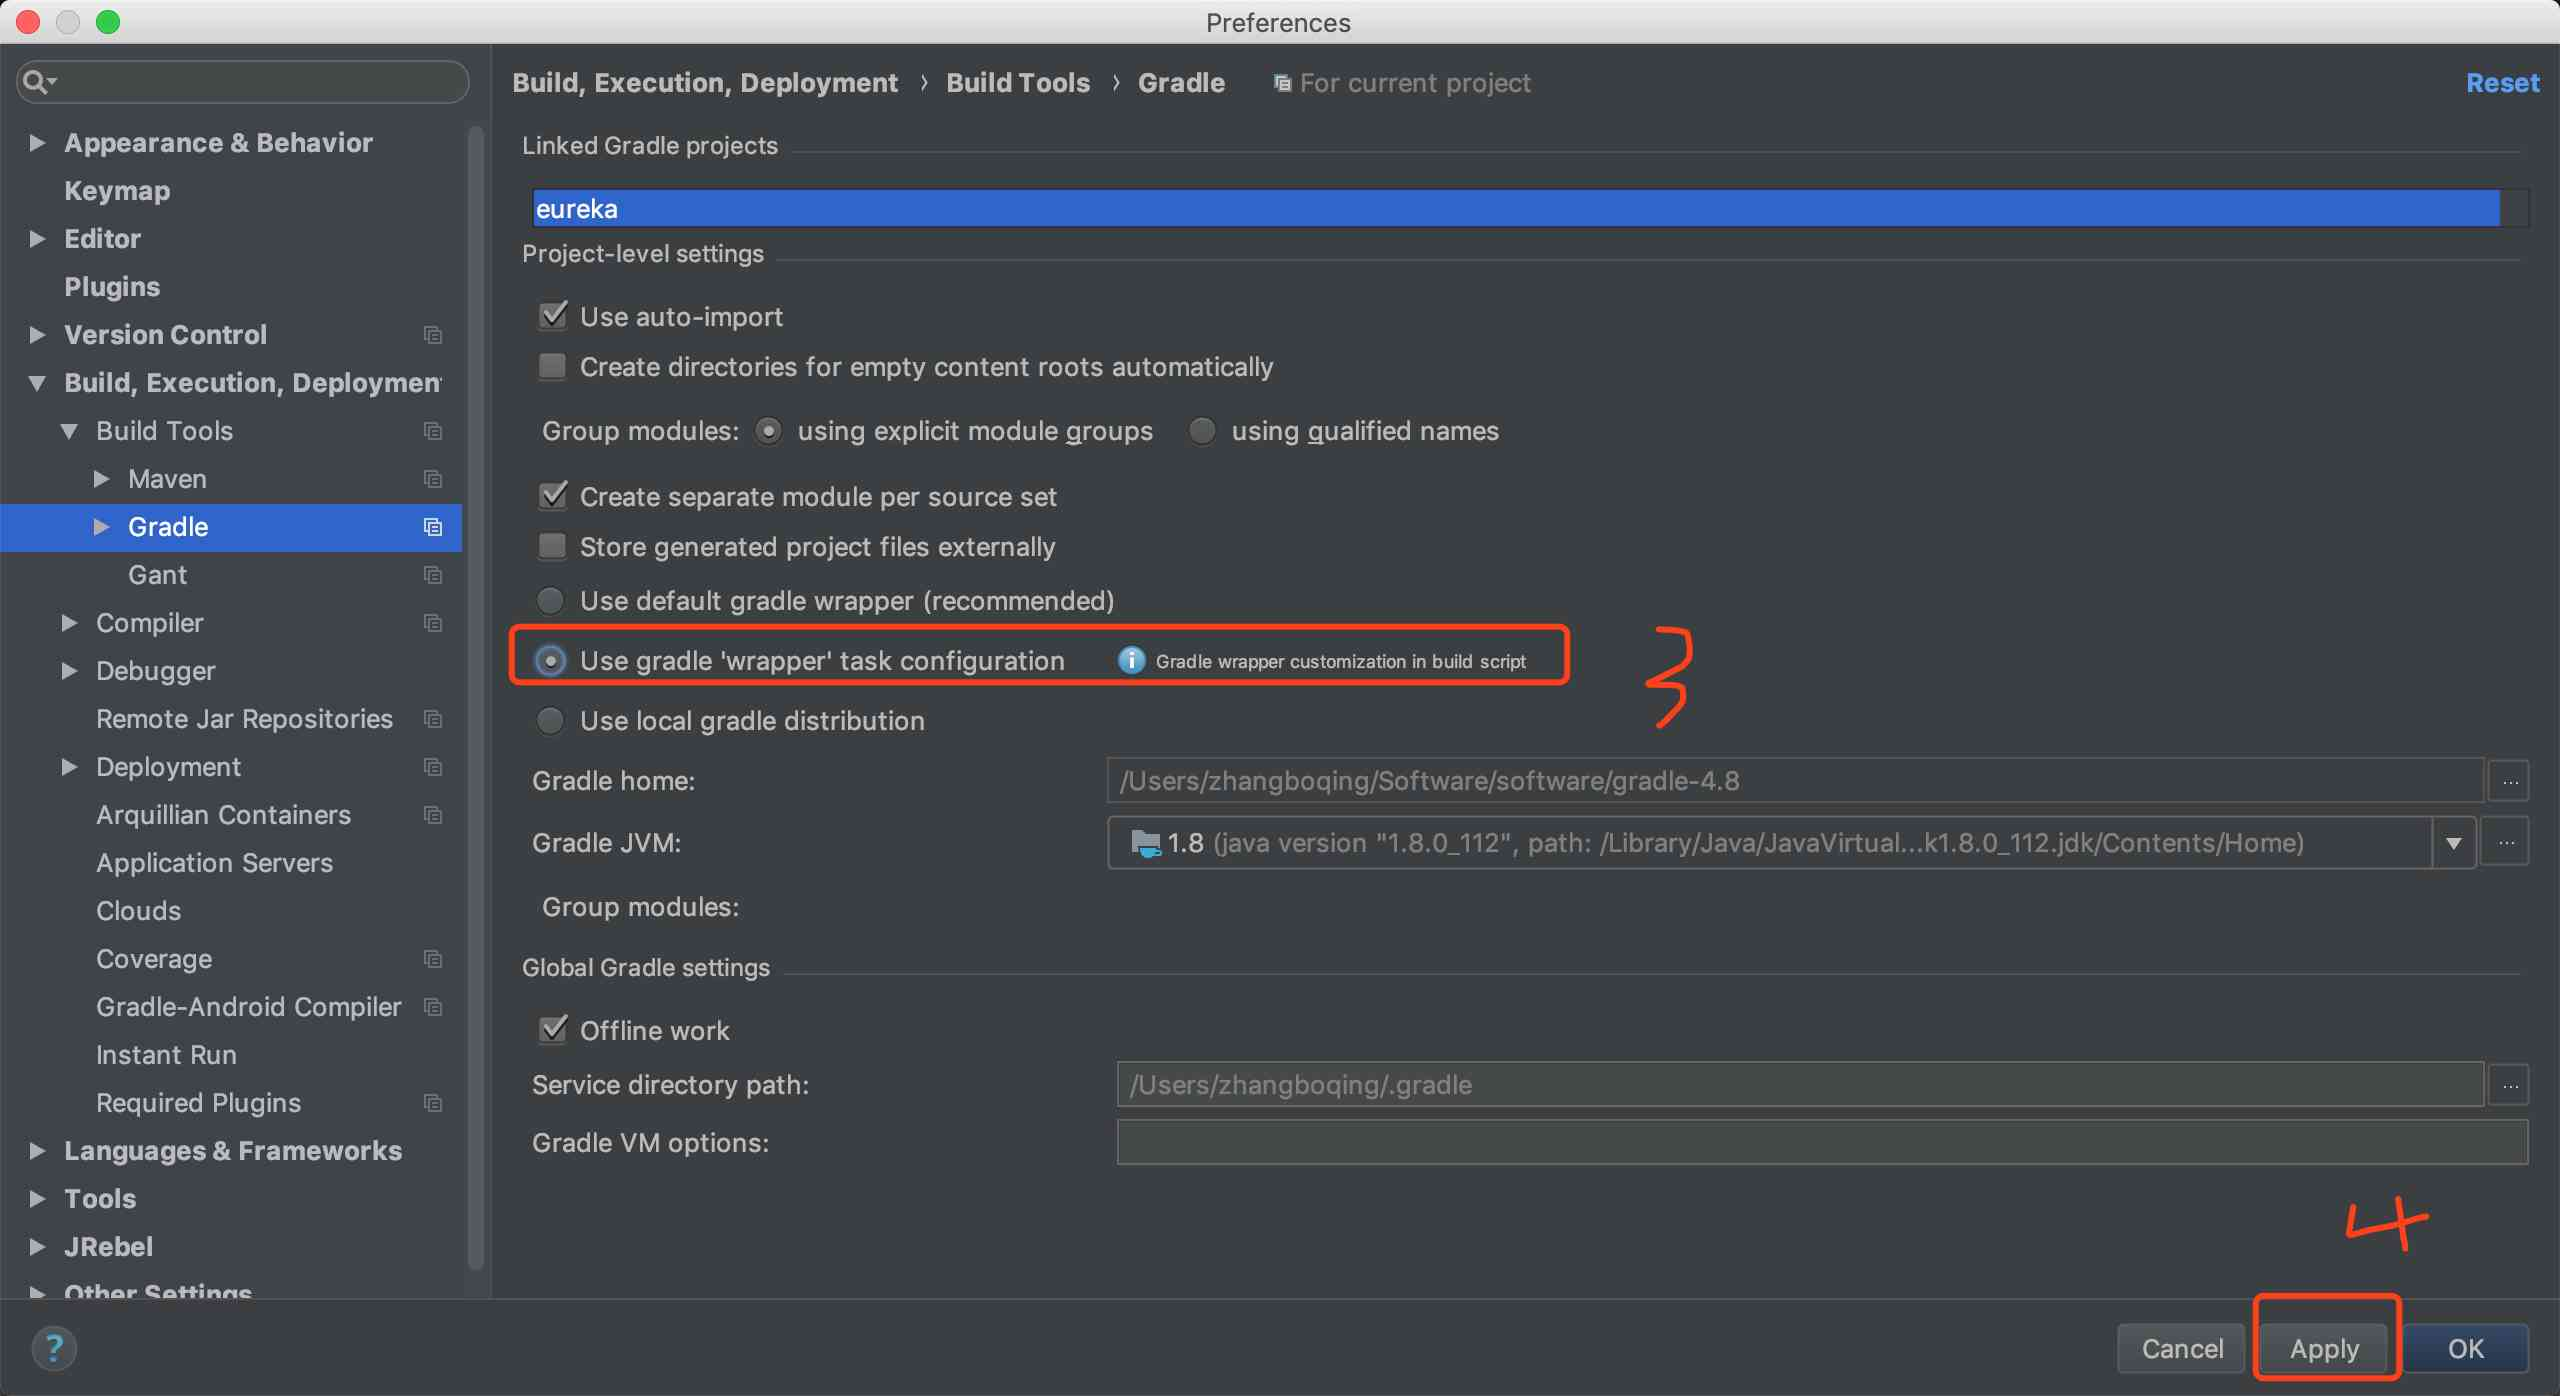 Preferences
Build, Execution, Deployment › Build Tools › Gradle For current project Reset
Appearance & Behavior
Keymap
Editor
Plugins
Version Control
Build, Execution, Deploymen
Build Tools
Maven
Gradle
Gant
Compiler
Debugger
Remote Jar Repositories
Deployment
Arquillian Containers
Application Servers
Clouds
Coverage
Gradle-Android Compiler
Instant Run
Required Plugins
Languages & Frameworks
Tools
JRebel
Other Settings
Linked Gradle projects
eureka
Project-level settings
Use auto-import
Create directories for empty content roots automatically
Group modules: using explicit module groups using qualified names
Create separate module per source set
Store generated project files externally
Use default gradle wrapper (recommended)
Use gradle 'wrapper' task configuration Gradle wrapper customization in build script
3
Use local gradle distribution
Gradle home: /Users/zhangboqing/Software/software/gradle-4.8 ...
Gradle JVM: 1.8 (java version "1.8.0_112", path: /Library/Java/JavaVirtual...k1.8.0_112.jdk/Contents/Home) ...
Group modules:
Global Gradle settings
Offline work
Service directory path: /Users/zhangboqing/.gradle ...
Gradle VM options:
4
? Cancel Apply OK